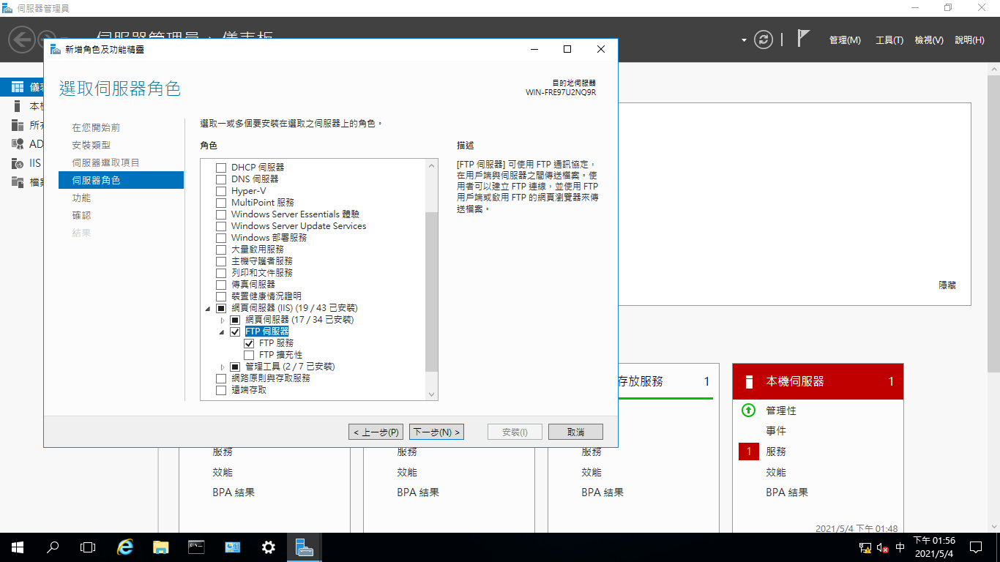 伺服器管理員
管理(M)
工具(T)
檢視(V)
說明(H)
新增角色及功能精靈
選取伺服器角色
目的地伺服器
WIN-FRE97U2NQ9R
在您開始前
安裝類型
伺服器選取項目
伺服器角色
功能
確認
結果
選取一或多個要安裝在選取之伺服器上的角色。
角色
DHCP 伺服器
DNS 伺服器
Hyper-V
MultiPoint 服務
Windows Server Essentials 體驗
Windows Server Update Services
Windows 部署服務
大量啟用服務
主機守護者服務
列印和文件服務
傳真伺服器
裝置健康情況證明
網頁伺服器 (IIS) (19 / 43 已安裝)
網頁伺服器 (17 / 34 已安裝)
FTP 伺服器
FTP 服務
FTP 擴充性
管理工具 (2 / 7 已安裝)
網路原則與存取服務
遠端存取
描述
[FTP 伺服器] 可使用 FTP 通訊協定，
在用戶端與伺服器之間傳送檔案。使
用者可以建立 FTP 連線，並使用 FTP
用戶端或啟用 FTP 的網頁瀏覽器來傳
送檔案。
< 上一步(P)
下一步(N) >
安裝(I)
取消
AD
IIS
隱藏
存放服務 1
本機伺服器 1
管理性
事件
1 服務
效能
BPA 結果
2021/5/4 下午 01:48
服務
效能
BPA 結果
服務
效能
BPA 結果
服務
效能
BPA 結果
中
下午 01:56
2021/5/4